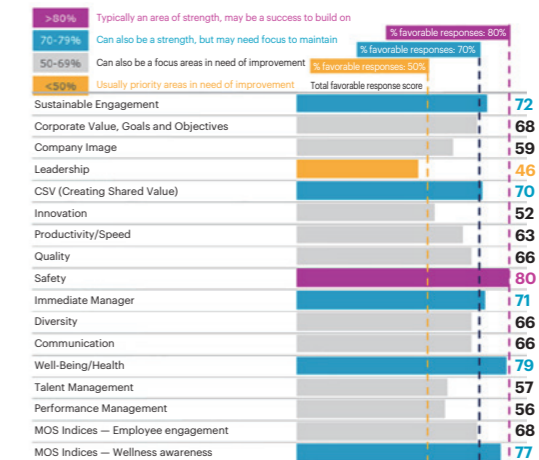 >80% Typically an area of strength, may be a success to build on
% favorable responses: 80%
70-79% Can also be a strength, but may need focus to maintain
% favorable responses: 70%
50-69% Can also be a focus areas in need of improvement
% favorable responses: 50%
<50% Usually priority areas in need of improvement
Total favorable response score
Sustainable Engagement 72
Corporate Value, Goals and Objectives 68
Company Image 59
Leadership 46
CSV (Creating Shared Value) 70
Innovation 52
Productivity/Speed 63
Quality 66
Safety 80
Immediate Manager 71
Diversity 66
Communication 66
Well-Being/Health 79
Talent Management 57
Performance Management 56
MOS Indices — Employee engagement 68
MOS Indices — Wellness awareness 77